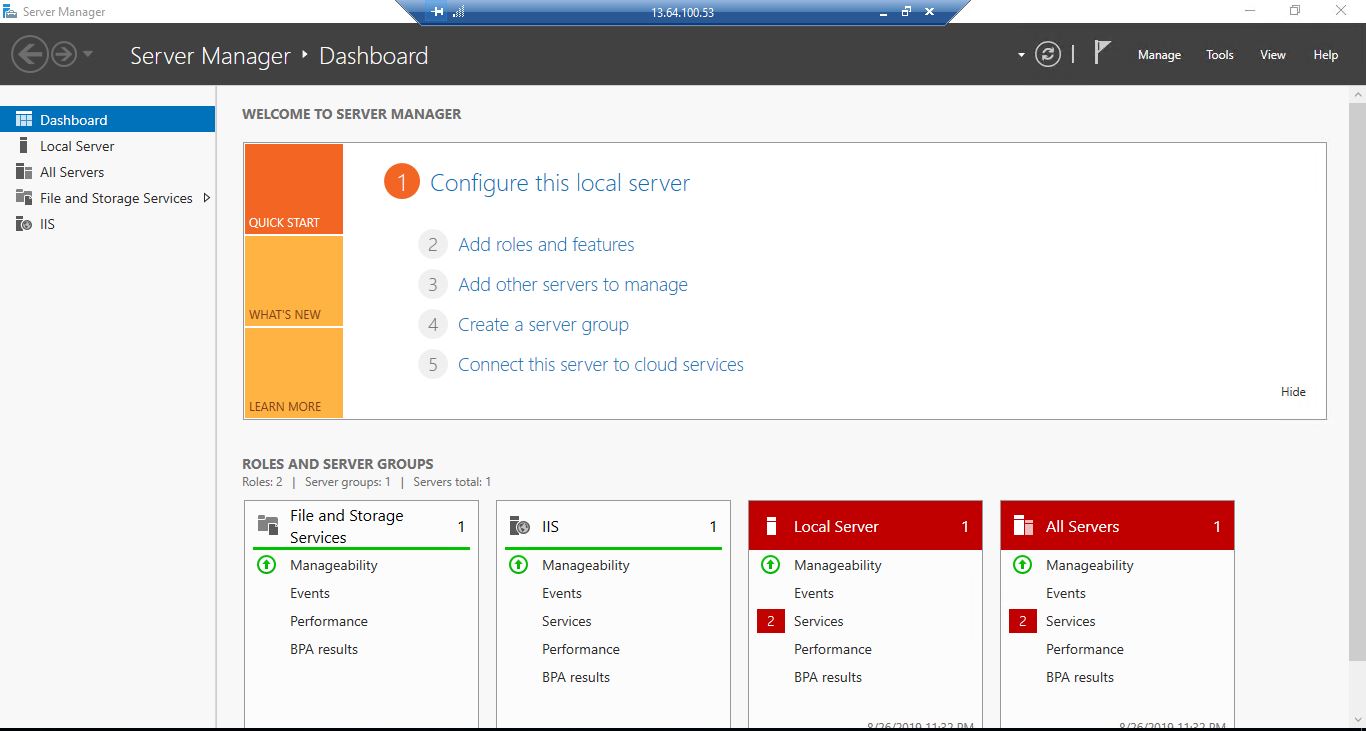 Server Manager
13.64.100.53
Server Manager ‣ Dashboard
Manage Tools View Help
Dashboard
Local Server
All Servers
File and Storage Services
IIS
WELCOME TO SERVER MANAGER
QUICK START
WHAT'S NEW
LEARN MORE
1 Configure this local server
2 Add roles and features
3 Add other servers to manage
4 Create a server group
5 Connect this server to cloud services
Hide
ROLES AND SERVER GROUPS
Roles: 2 | Server groups: 1 | Servers total: 1
File and Storage
Services 1
Manageability
Events
Performance
BPA results
IIS 1
Manageability
Events
Services
Performance
BPA results
Local Server 1
Manageability
Events
2 Services
Performance
BPA results
8/26/2019 11:32 PM
All Servers 1
Manageability
Events
2 Services
Performance
BPA results
8/26/2019 11:32 PM